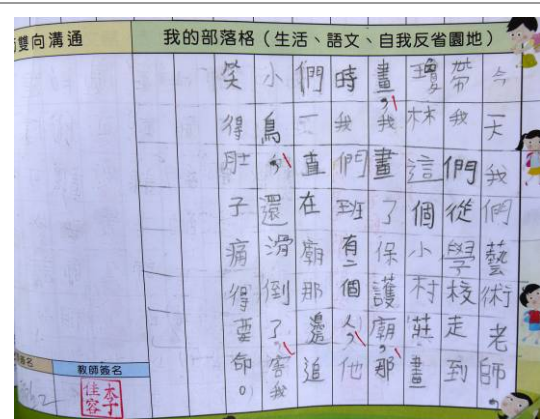 雙向溝通
我的部落格（生活、語文、自我反省園地）
今天我們藝術老師，
帶我們從學校走到
瓊林這個小村莊畫
畫，我畫了保護廟，那
時我們班有二個人，他
們一直在廟那邊追
小鳥，還滑倒了，害我
笑得肚子痛得要命。
教師簽名
李佳容